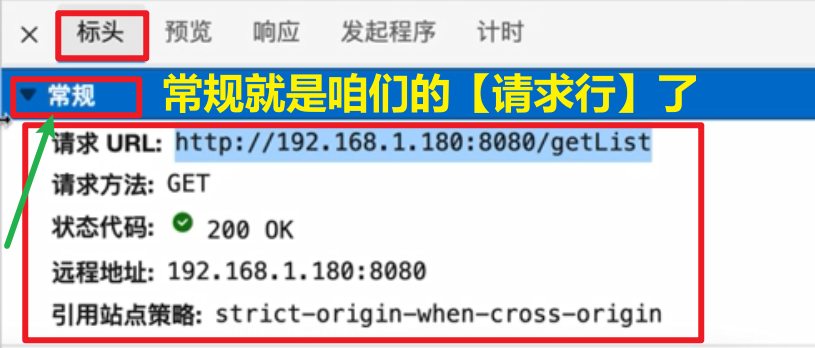 标头 预览 响应 发起程序 计时
常规 常规就是咱们的【请求行】了
请求 URL: http://192.168.1.180:8080/getList
请求方法: GET
状态代码: 200 OK
远程地址: 192.168.1.180:8080
引用站点策略: strict-origin-when-cross-origin